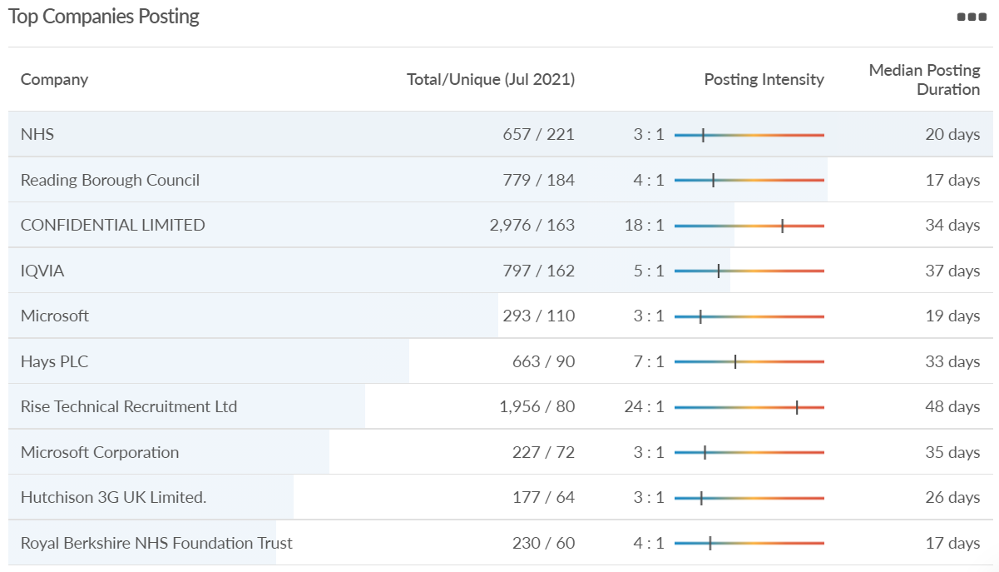 Top Companies Posting
Company Total/Unique (Jul 2021) Posting Intensity Median Posting Duration
NHS 657 / 221 3 : 1 20 days
Reading Borough Council 779 / 184 4 : 1 17 days
CONFIDENTIAL LIMITED 2,976 / 163 18 : 1 34 days
IQVIA 797 / 162 5 : 1 37 days
Microsoft 293 / 110 3 : 1 19 days
Hays PLC 663 / 90 7 : 1 33 days
Rise Technical Recruitment Ltd 1,956 / 80 24 : 1 48 days
Microsoft Corporation 227 / 72 3 : 1 35 days
Hutchison 3G UK Limited. 177 / 64 3 : 1 26 days
Royal Berkshire NHS Foundation Trust 230 / 60 4 : 1 17 days